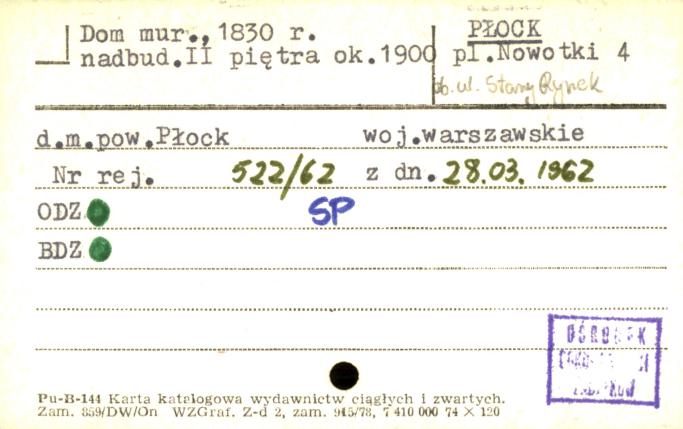 Dom mur., 1830 r.
nadbud.II piętra ok.1900
PŁOCK
pl.Nowotki 4
ob. ul. Stary Rynek
d.m.pow.Płock woj.warszawskie
Nr rej. 522/62 z dn. 28.03. 1962
ODZ SP
BDZ
OŚRODEK
Pu-B-144 Karta katalogowa wydawnictw ciągłych i zwartych.
Zam. 859/DW/On WZGraf. Z-d 2, zam. 915/78, 7 410 000 74 X 120